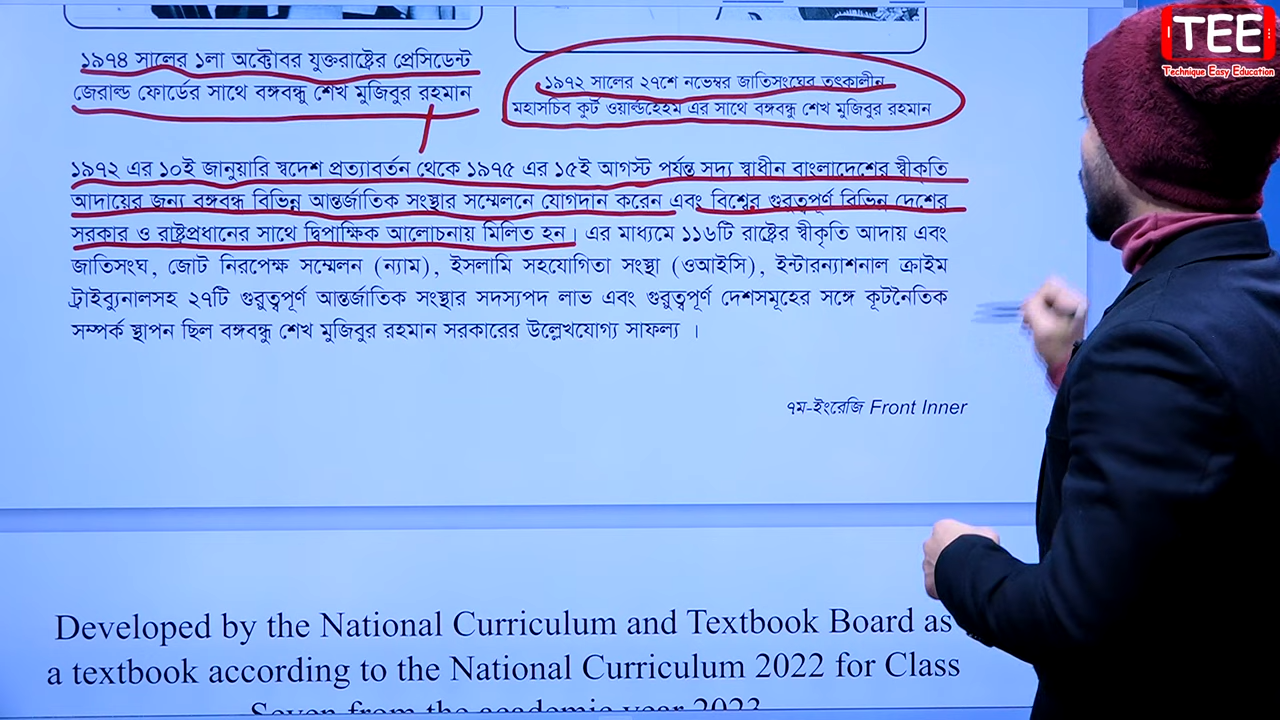 TEE
Technique Easy Education
১৯৭৪ সালের ১লা অক্টোবর যুক্তরাষ্ট্রের প্রেসিডেন্ট
জেরাল্ড ফোর্ডের সাথে বঙ্গবন্ধু শেখ মুজিবুর রহমান
১৯৭২ সালের ২৭শে নভেম্বর জাতিসংঘের তৎকালীন
মহাসচিব কুর্ট ওয়াল্ডহেইম এর সাথে বঙ্গবন্ধু শেখ মুজিবুর রহমান
১৯৭২ এর ১০ই জানুয়ারি স্বদেশ প্রত্যাবর্তন থেকে ১৯৭৫ এর ১৫ই আগস্ট পর্যন্ত সদ্য স্বাধীন বাংলাদেশের স্বীকৃতি
আদায়ের জন্য বঙ্গবন্ধু বিভিন্ন আন্তর্জাতিক সংস্থার সম্মেলনে যোগদান করেন এবং বিশ্বের গুরুত্বপূর্ণ বিভিন্ন দেশের
সরকার ও রাষ্ট্রপ্রধানের সাথে দ্বিপাক্ষিক আলোচনায় মিলিত হন। এর মাধ্যমে ১১৬টি রাষ্ট্রের স্বীকৃতি আদায় এবং
জাতিসংঘ, জোট নিরপেক্ষ সম্মেলন (ন্যাম), ইসলামি সহযোগিতা সংস্থা (ওআইসি), ইন্টারন্যাশনাল ক্রাইম
ট্রাইব্যুনালসহ ২৭টি গুরুত্বপূর্ণ আন্তর্জাতিক সংস্থার সদস্যপদ লাভ এবং গুরুত্বপূর্ণ দেশসমূহের সঙ্গে কূটনৈতিক
সম্পর্ক স্থাপন ছিল বঙ্গবন্ধু শেখ মুজিবুর রহমান সরকারের উল্লেখযোগ্য সাফল্য ।
৭ম-ইংরেজি Front Inner
Developed by the National Curriculum and Textbook Board as
a textbook according to the National Curriculum 2022 for Class
Seven from the academic year 2023